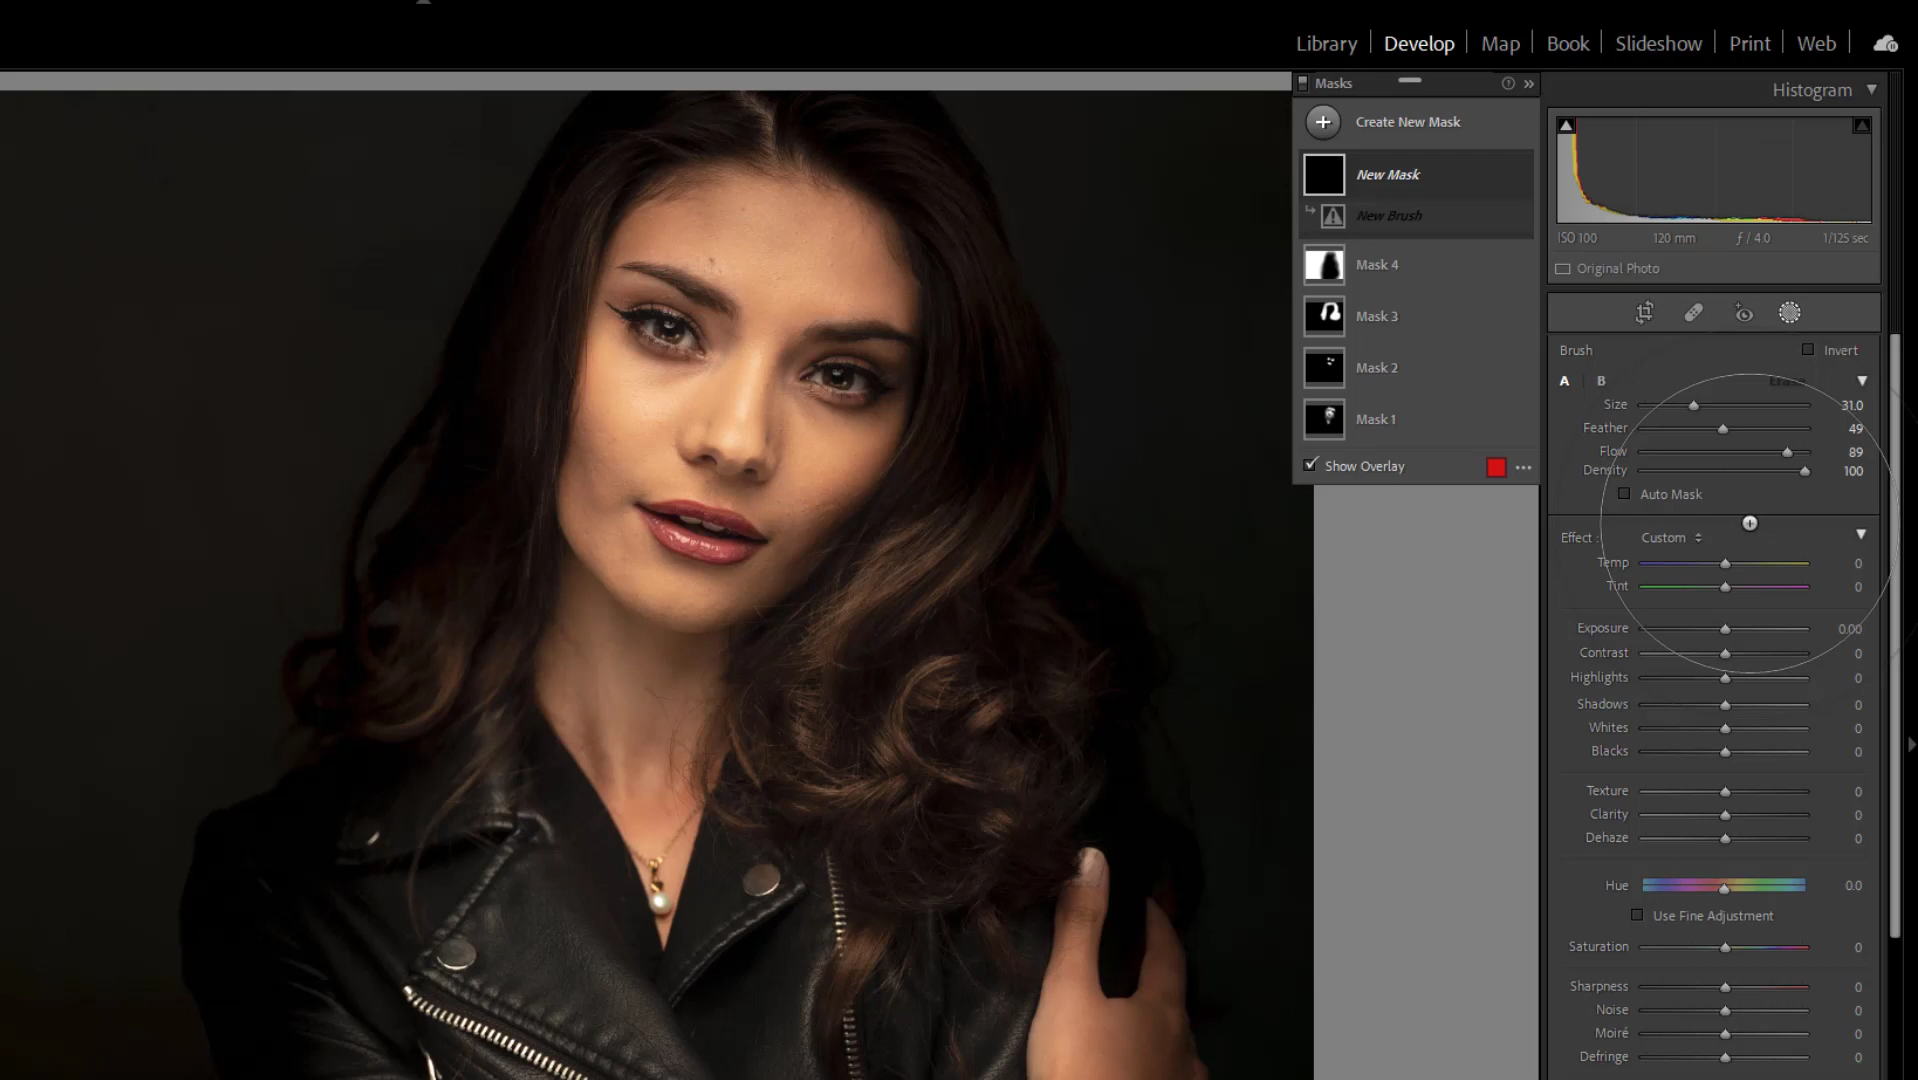 Library Develop Map Book Slideshow Print Web
Masks
Create New Mask
New Mask
New Brush
Mask 4
Mask 3
Mask 2
Mask 1
Show Overlay
Histogram
ISO 100 120 mm ƒ / 4.0 1/125 sec
Original Photo
Brush Invert
A B Erase
Size 31.0
Feather 49
Flow 89
Density 100
Auto Mask
Effect : Custom
Temp 0
Tint 0
Exposure 0.00
Contrast 0
Highlights 0
Shadows 0
Whites 0
Blacks 0
Texture 0
Clarity 0
Dehaze 0
Hue 0.0
Use Fine Adjustment
Saturation 0
Sharpness 0
Noise 0
Moiré 0
Defringe 0